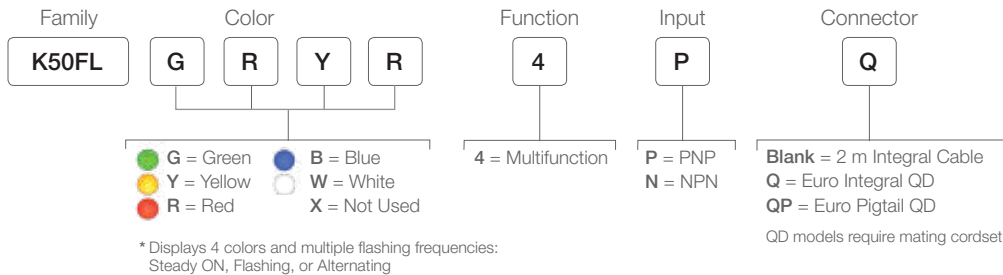 Family Color Function Input Connector
K50FL G R Y R 4 P Q
G = Green B = Blue 4 = Multifunction P = PNP Blank = 2 m Integral Cable
Y = Yellow W = White N = NPN Q = Euro Integral QD
R = Red X = Not Used QP = Euro Pigtail QD
QD models require mating cordset
* Displays 4 colors and multiple flashing frequencies:
Steady ON, Flashing, or Alternating